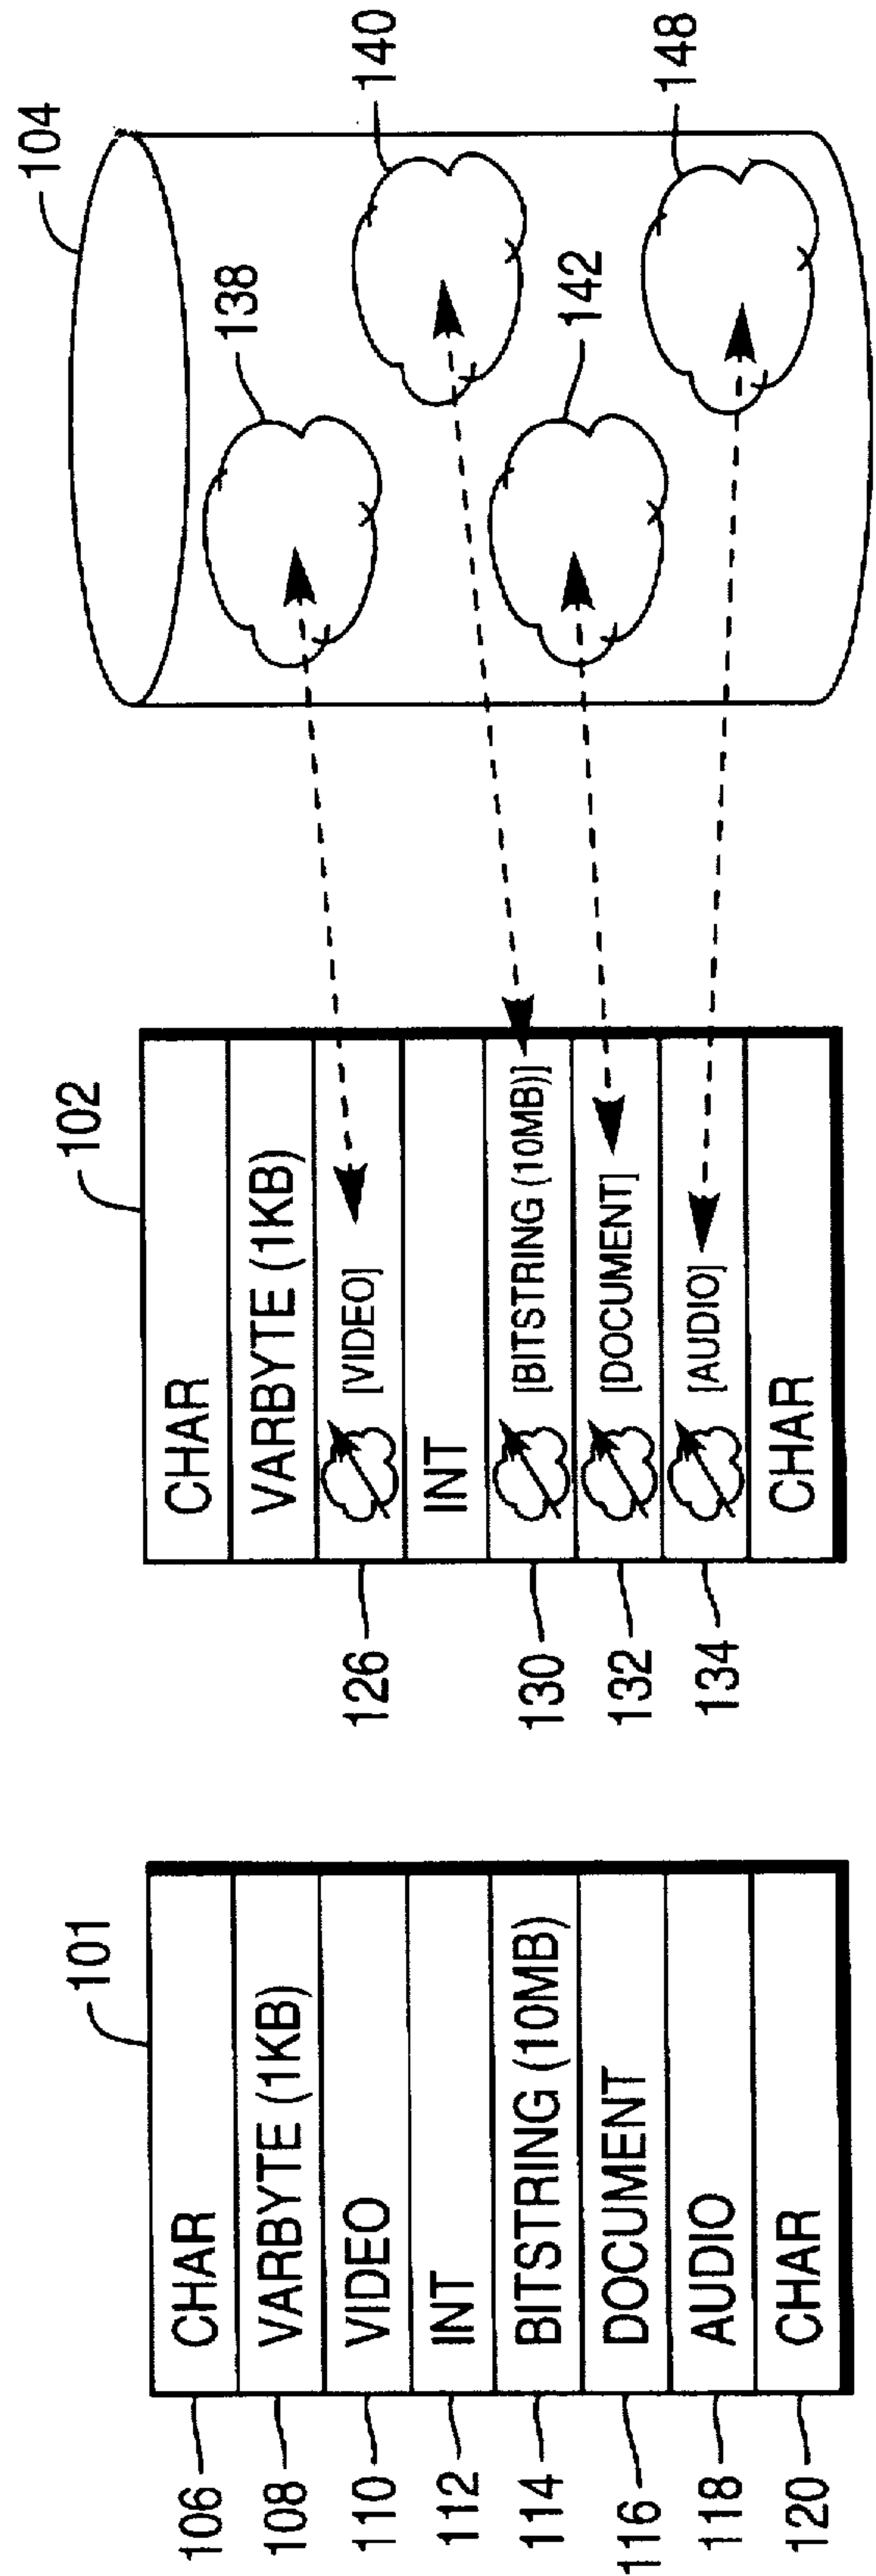 101
106
CHAR
108
VARBYTE (1KB)
110
VIDEO
112
INT
114
BITSTRING (10MB)
116
DOCUMENT
118
AUDIO
120
CHAR
102
CHAR
VARBYTE (1KB)
126
[VIDEO]
INT
130
[BITSTRING (10MB)]
132
[DOCUMENT]
134
[AUDIO]
CHAR
104
138
140
142
148